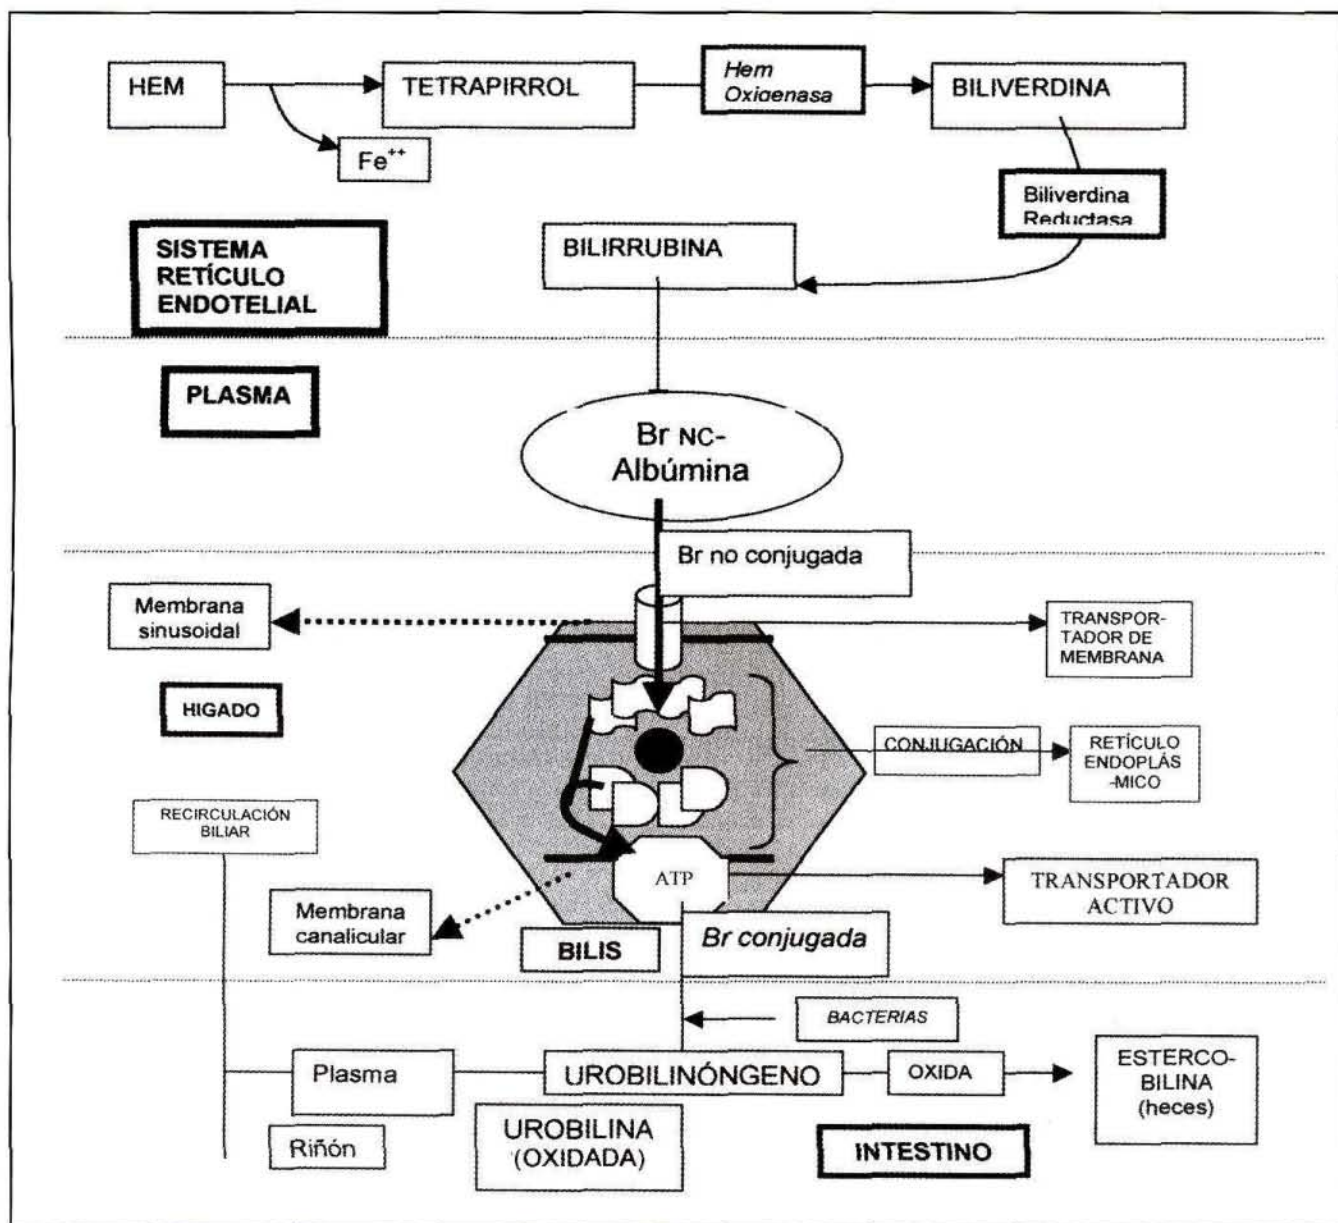 HEM
TETRAPIRROL
Hem
Oxigenasa
BILIVERDINA
Fe++
Biliverdina
Reductasa
SISTEMA
RETÍCULO
ENDOTELIAL
BILIRRUBINA
PLASMA
Br NC-
Albúmina
Br no conjugada
Membrana
sinusoidal
TRANSPOR-
TADOR DE
MEMBRANA
HIGADO
CONJUGACIÓN
RETÍCULO
ENDOPLÁS
-MICO
RECIRCULACIÓN
BILIAR
ATP
TRANSPORTADOR
ACTIVO
Membrana
canalicular
BILIS
Br conjugada
BACTERIAS
Plasma
UROBILINÓNGENO
OXIDA
ESTERCO-
BILINA
(heces)
Riñón
UROBILINA
(OXIDADA)
INTESTINO